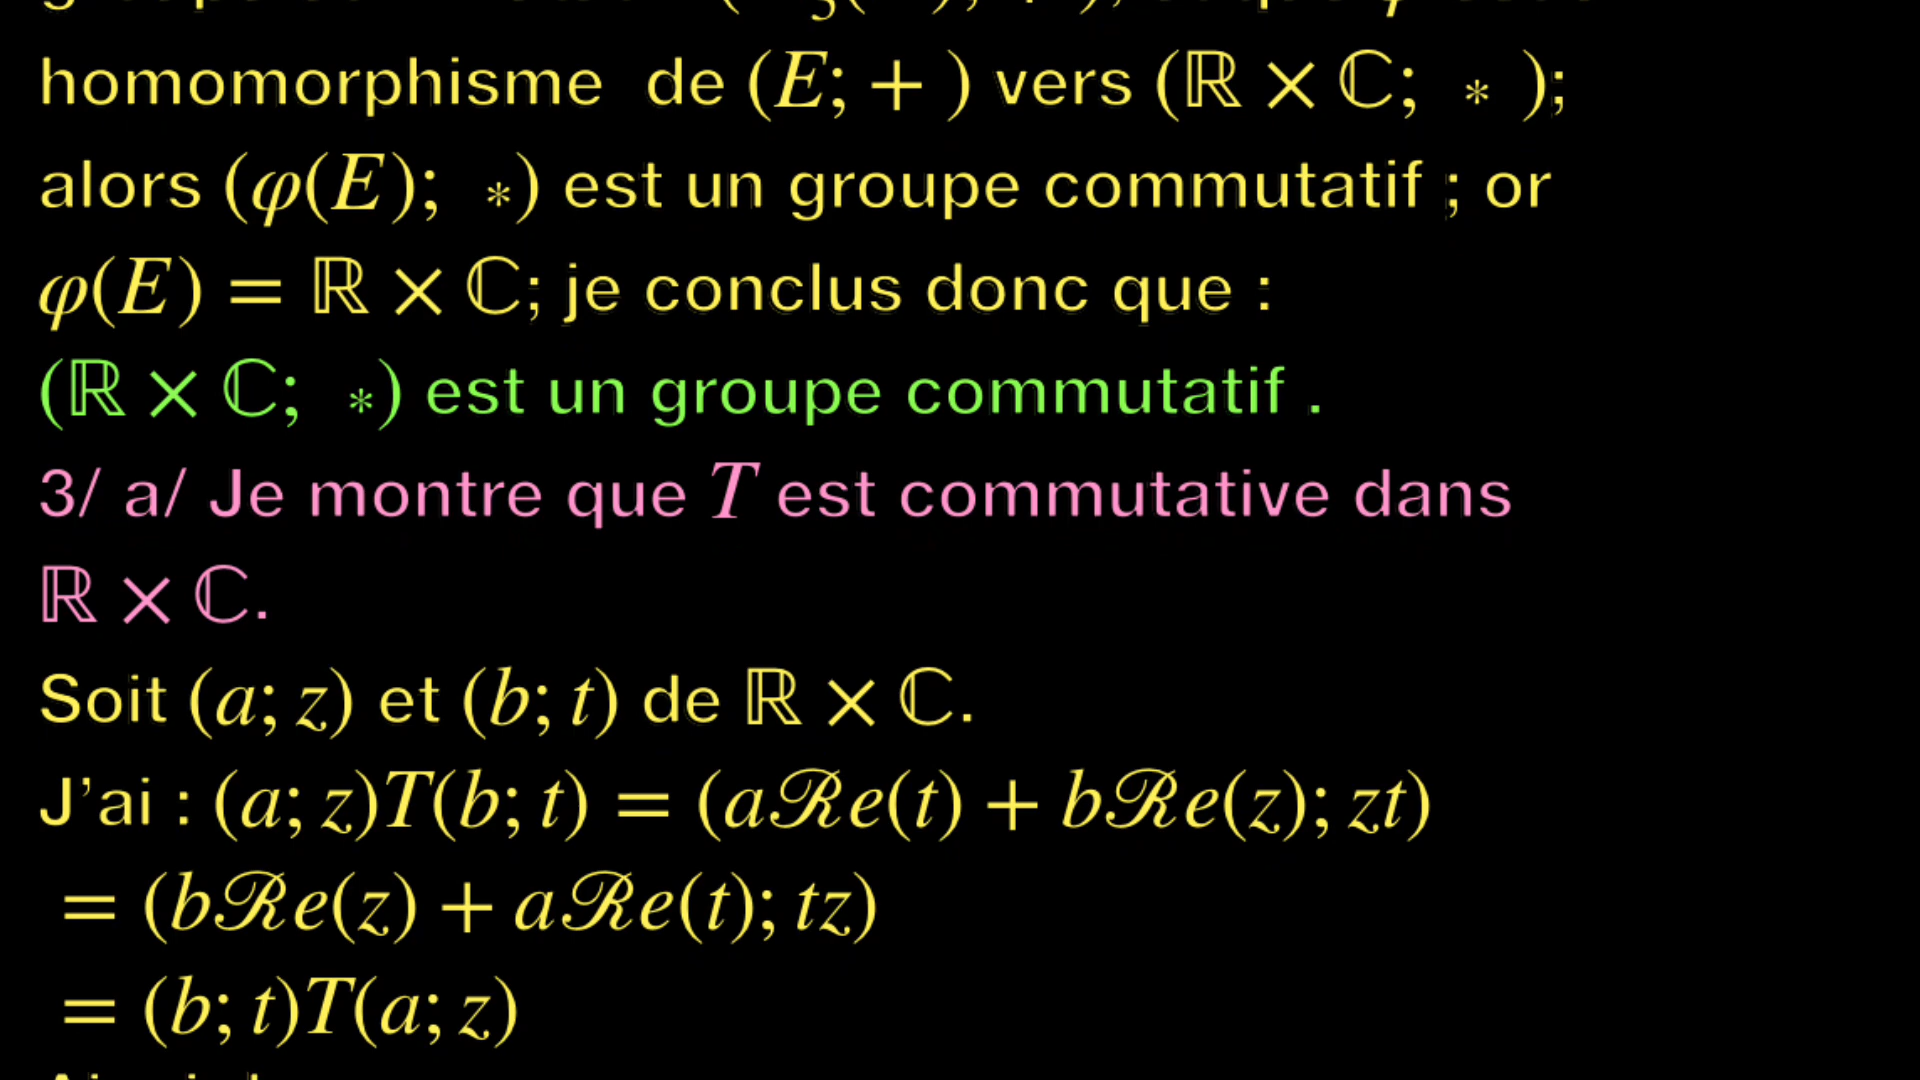 homomorphisme de (E; + ) vers (ℝ × ℂ; * );
alors (φ(E); *) est un groupe commutatif ; or
φ(E) = ℝ × ℂ; je conclus donc que :
(ℝ × ℂ; *) est un groupe commutatif .
3/ a/ Je montre que T est commutative dans
ℝ × ℂ.
Soit (a; z) et (b; t) de ℝ × ℂ.
J’ai : (a; z)T(b; t) = (aℛe(t) + bℛe(z); zt)
= (bℛe(z) + aℛe(t); tz)
= (b; t)T(a; z)